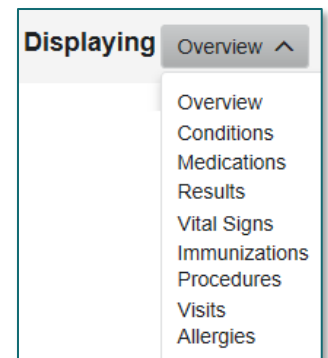 Displaying Overview
Overview
Conditions
Medications
Results
Vital Signs
Immunizations
Procedures
Visits
Allergies